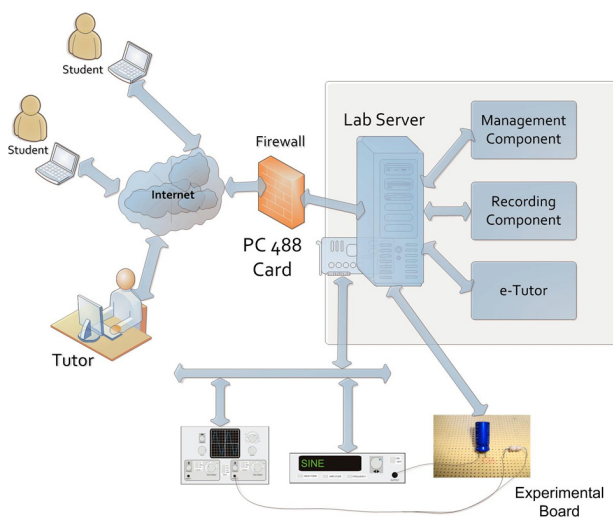 Student
Student
Internet
Firewall
PC 488
Card
Lab Server
Management
Component
Recording
Component
e-Tutor
Tutor
SINE
Experimental
Board